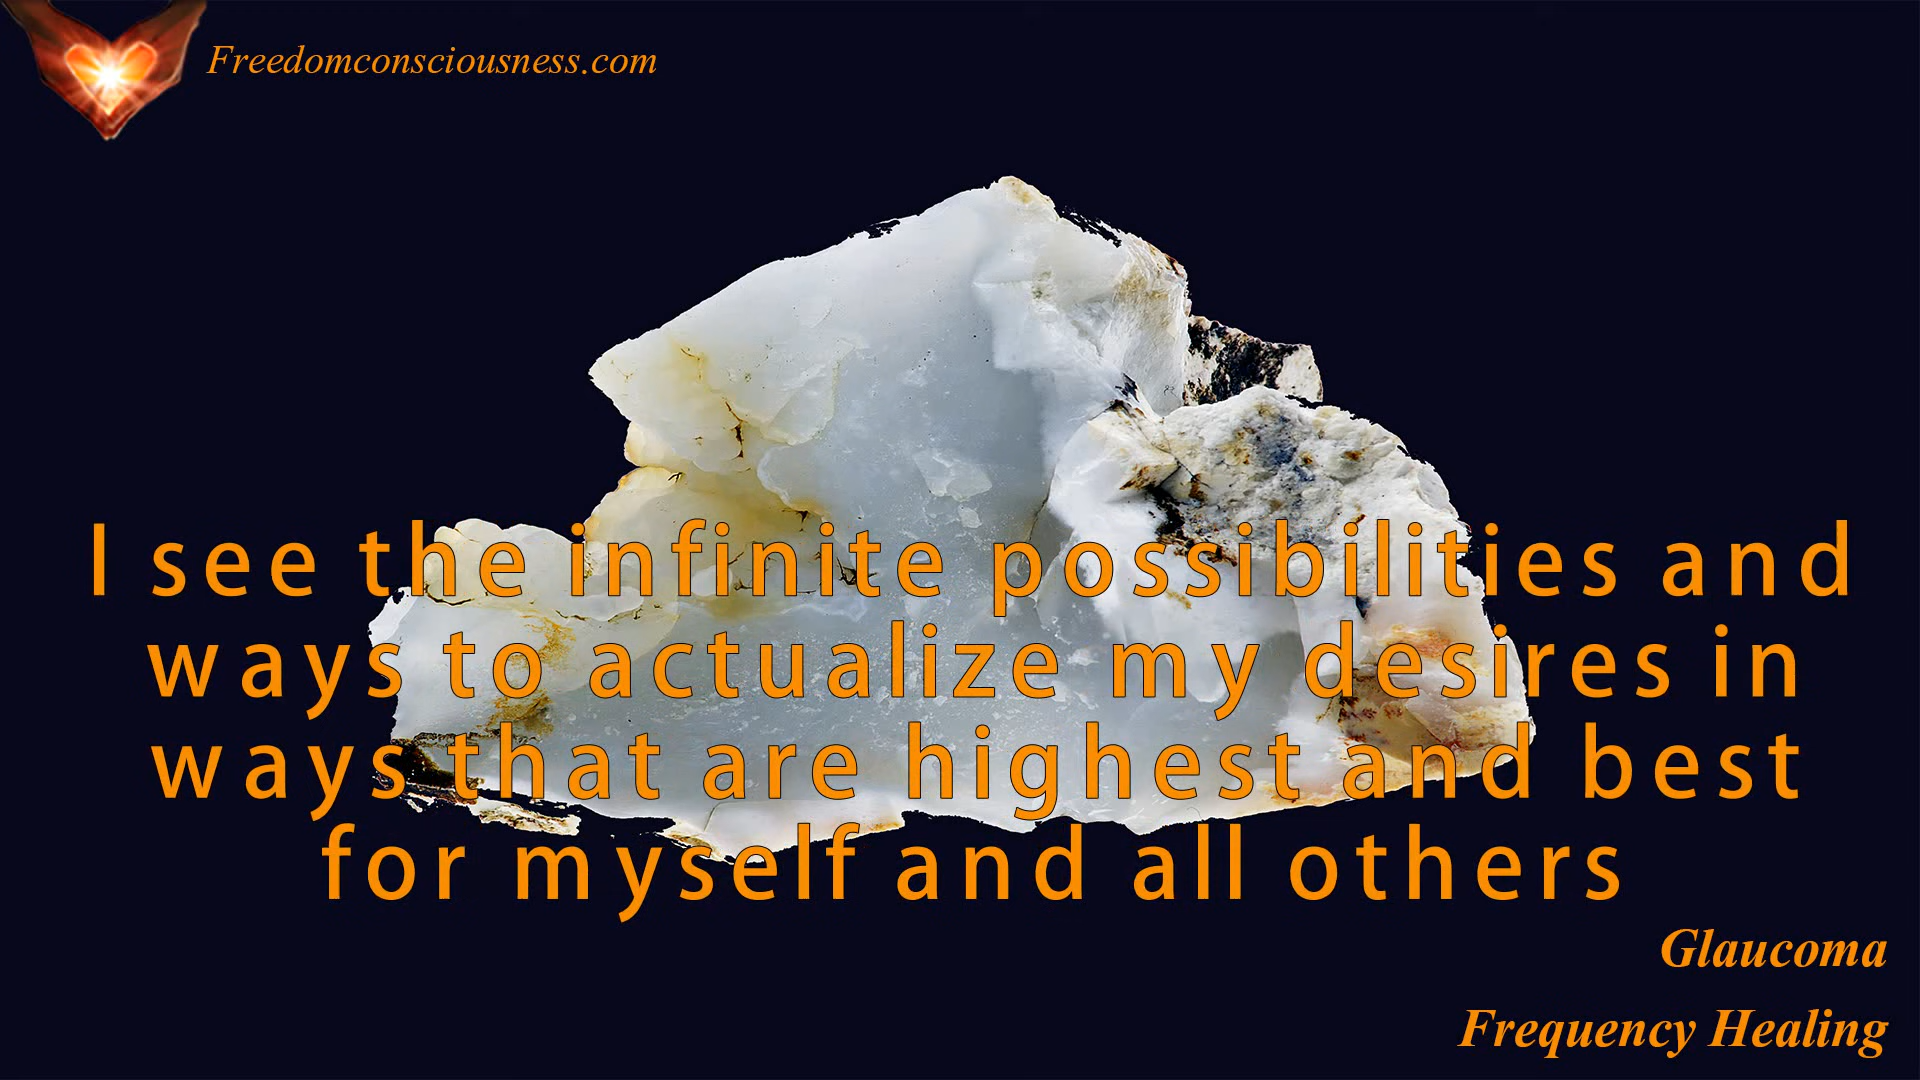 Freedomconsciousness.com
I see the infinite possibilities and
ways to actualize my desires in
ways that are highest and best
for myself and all others
Glaucoma
Frequency Healing